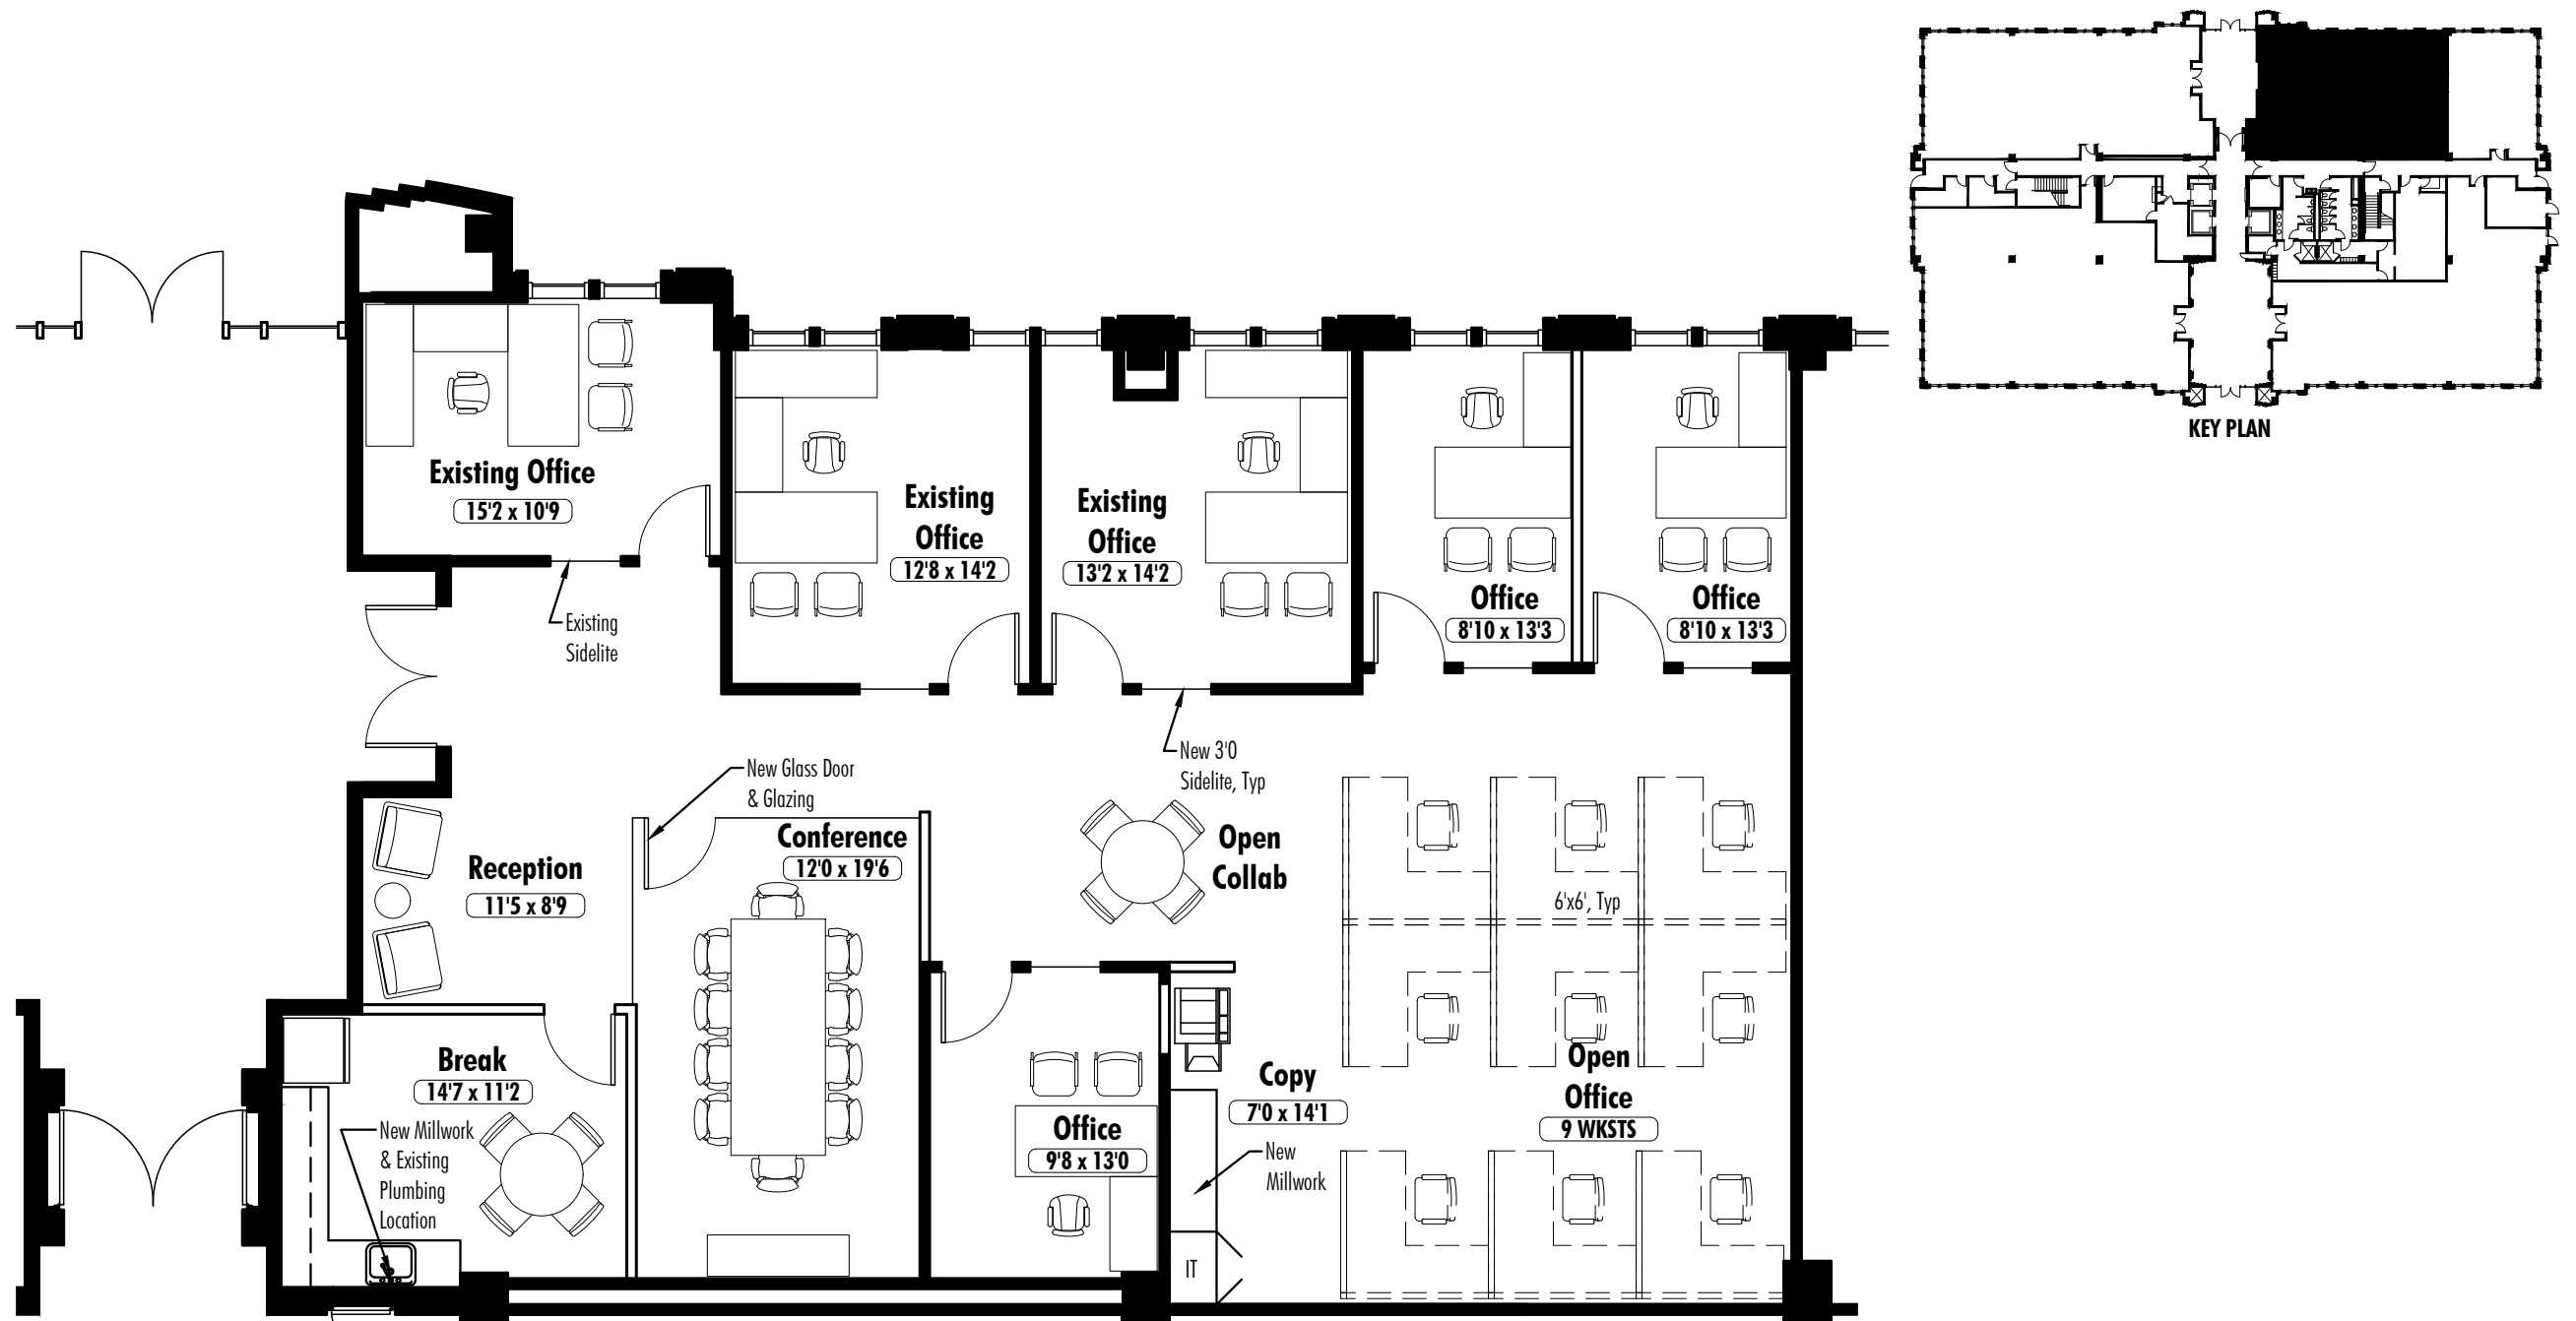 KEY PLAN
Existing Office
15'2 x 10'9
Existing
Office
12'8 x 14'2
Existing
Office
13'2 x 14'2
Office
8'10 x 13'3
Office
8'10 x 13'3
Existing
Sidelite
New 3'0
Sidelite, Typ
New Glass Door
& Glazing
Conference
12'0 x 19'6
Reception
11'5 x 8'9
Open
Collab
6'x6', Typ
Break
14'7 x 11'2
New Millwork
& Existing
Plumbing
Location
Office
9'8 x 13'0
Copy
7'0 x 14'1
New
Millwork
IT
Open
Office
9 WKSTS